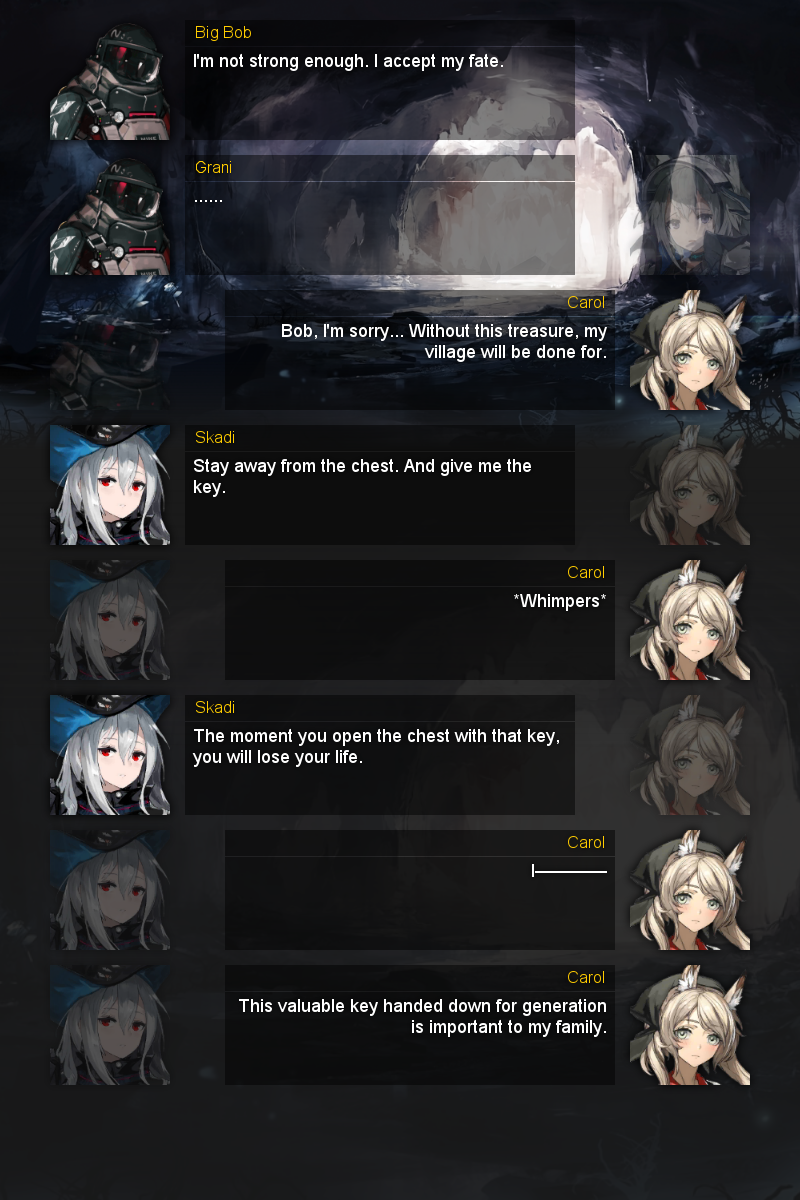 Big Bob
I'm not strong enough. I accept my fate.
Grani
......
Carol
Bob, I'm sorry... Without this treasure, my
village will be done for.
Skadi
Stay away from the chest. And give me the
key.
Carol
*Whimpers*
Skadi
The moment you open the chest with that key,
you will lose your life.
Carol
|————
Carol
This valuable key handed down for generation
is important to my family.